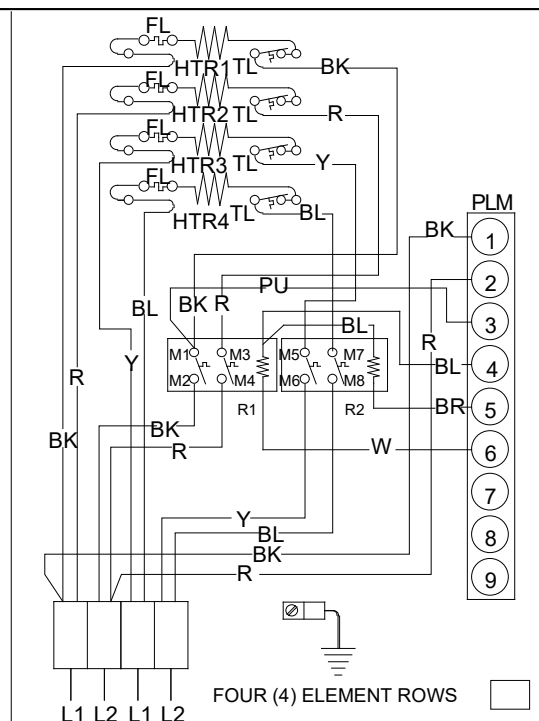 FL
HTR1 TL BK
FL
HTR2 TL R
FL
HTR3 TL Y
FL
HTR4 TL BL
PLM
BK 1
2
PU 3
R
BL 4
BR 5
W 6
7
8
9
BL BK R
BL
Y
R
BK
M1 M3 M5 M7
M2 M4 M6 M8
R1 R2
BK
R
Y
BL
BK
R
L1 L2 L1 L2
FOUR (4) ELEMENT ROWS